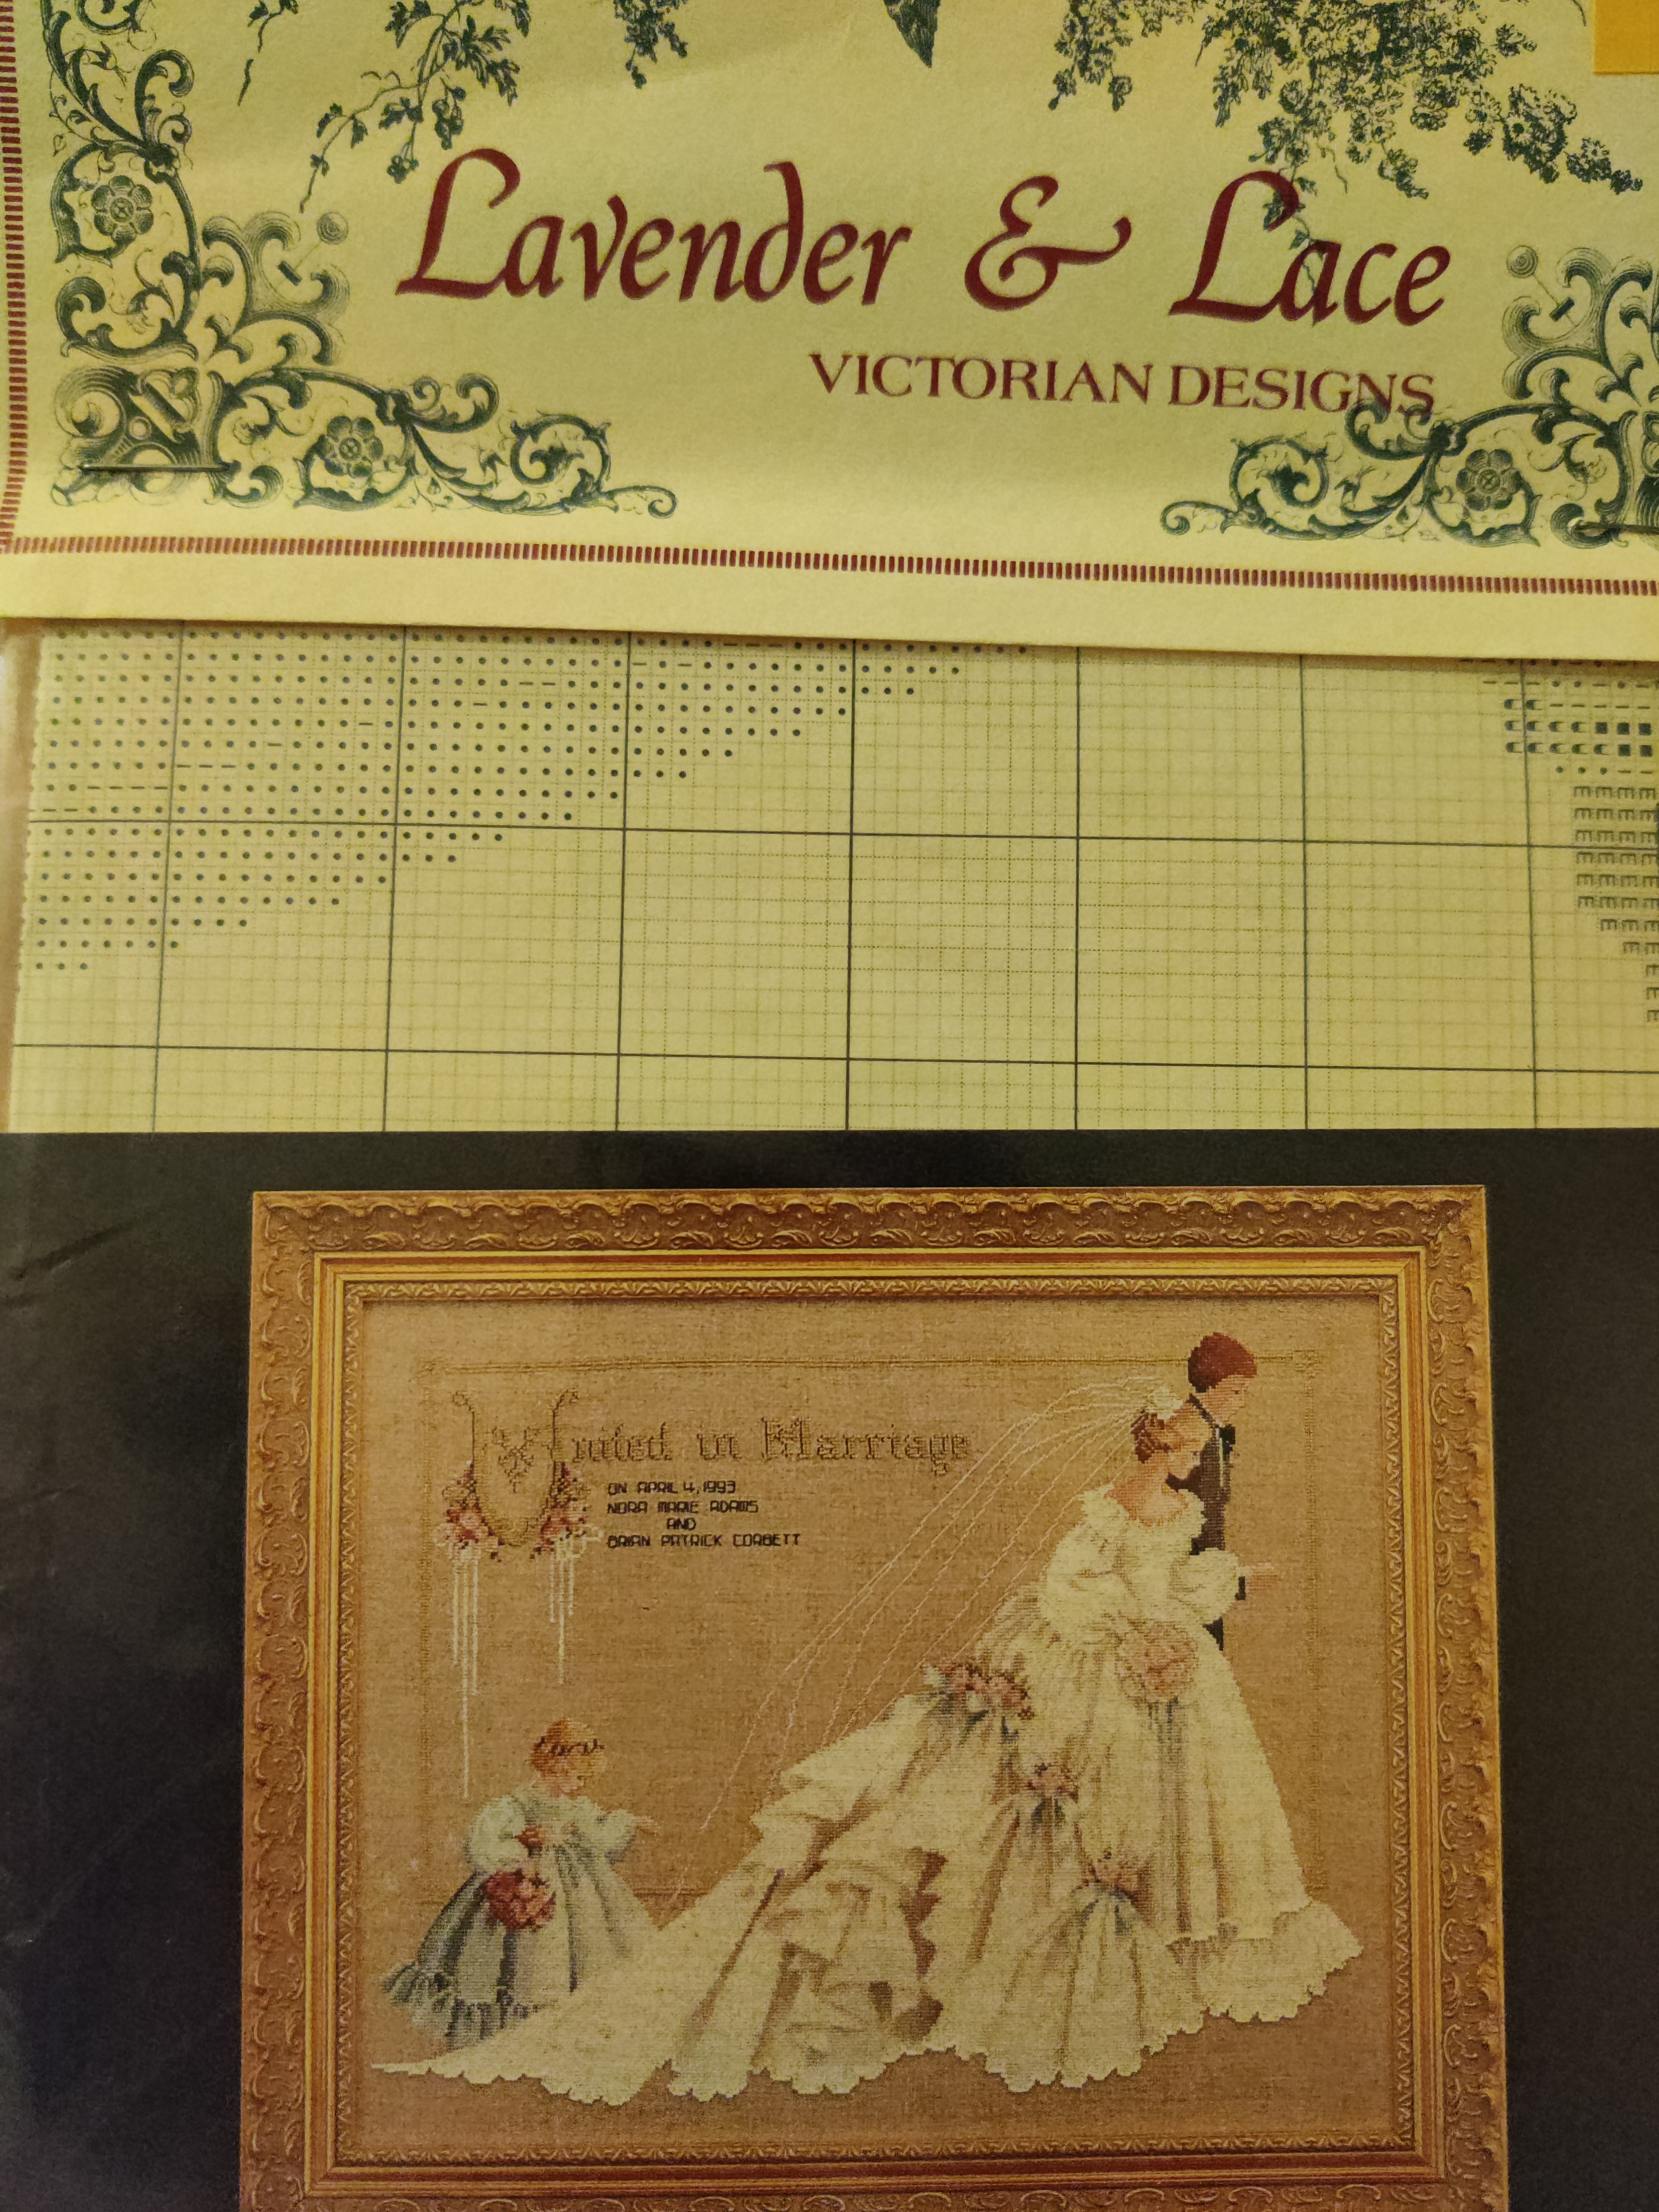 Lavender & Lace
VICTORIAN DESIGNS
United in Marriage
ON APRIL 4, 1993
NORA MARIE ADAMS
AND
BRIAN PATRICK CORBETT